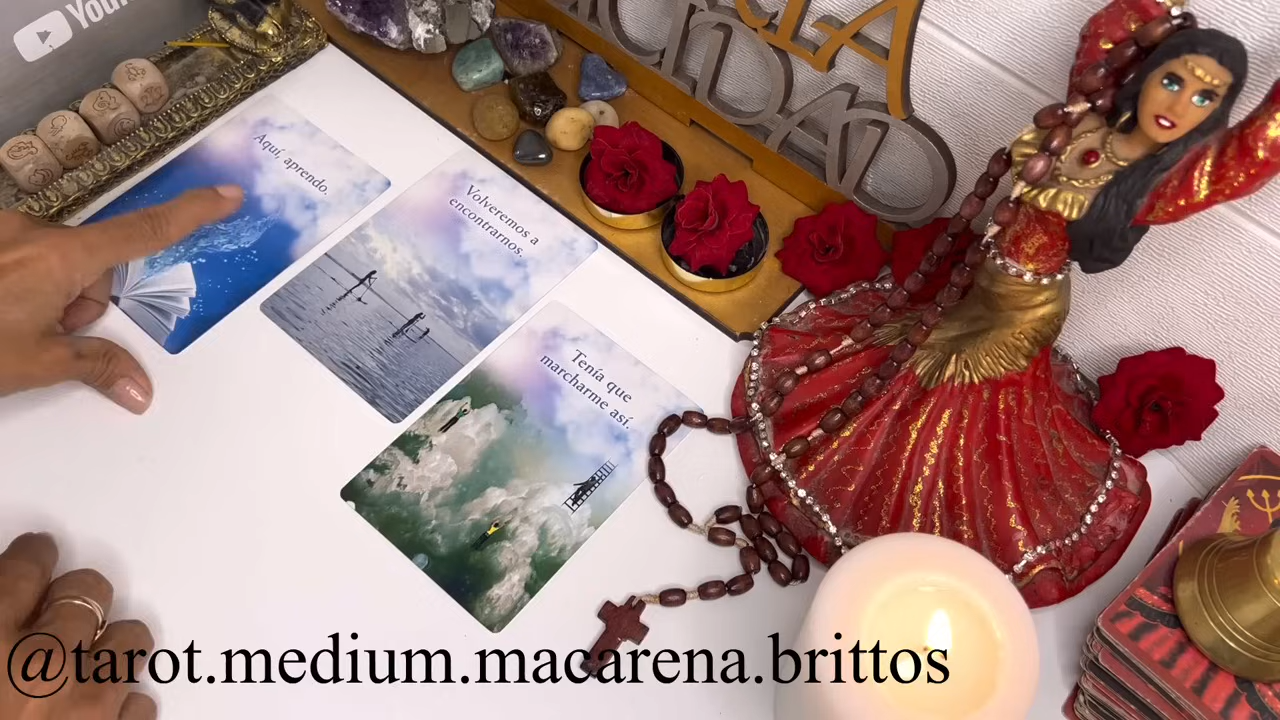 Aquí, aprendo.
Volveremos a
encontrarnos.
Tenía que
marcharme así.
@tarot.medium.macarena.brittos